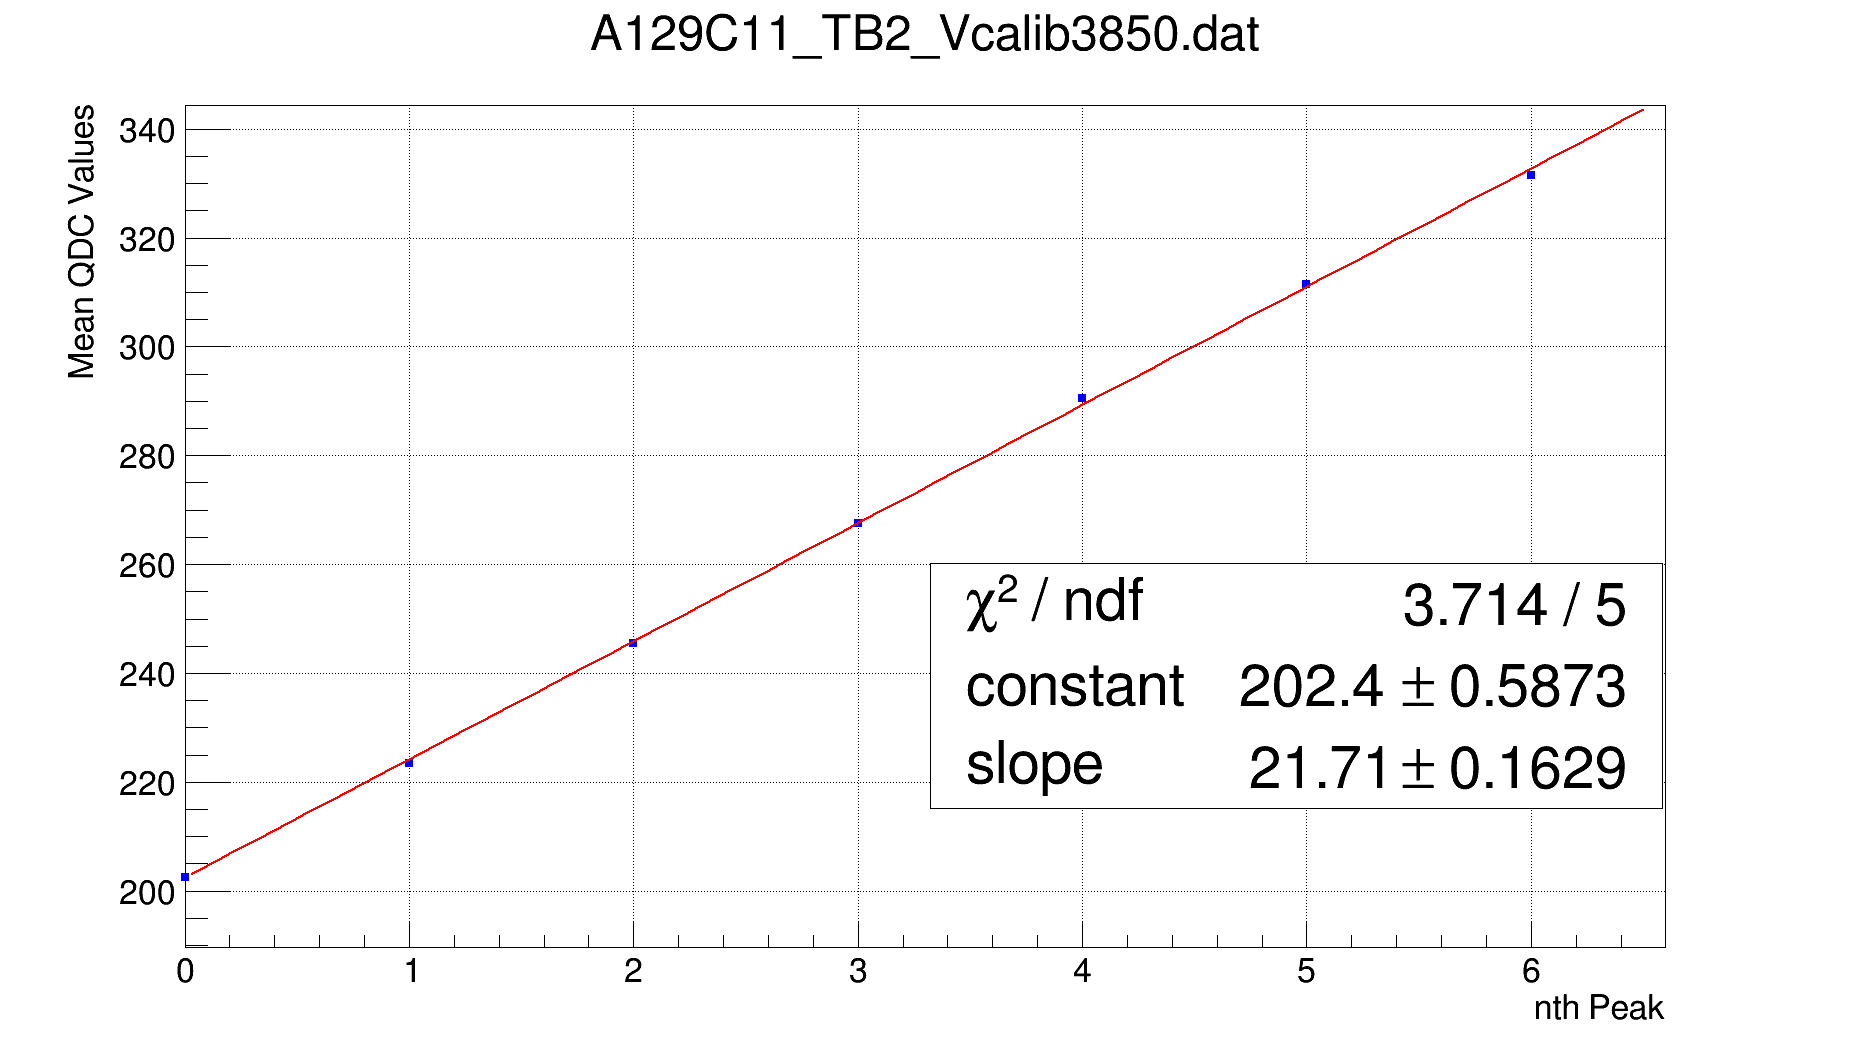 A129C11_TB2_Vcalib3850.dat
Mean QDC Values
340
320
300
280
260
240
220
200
χ² / ndf 3.714 / 5
constant 202.4 ± 0.5873
slope 21.71 ± 0.1629
0 1 2 3 4 5 6
nth Peak